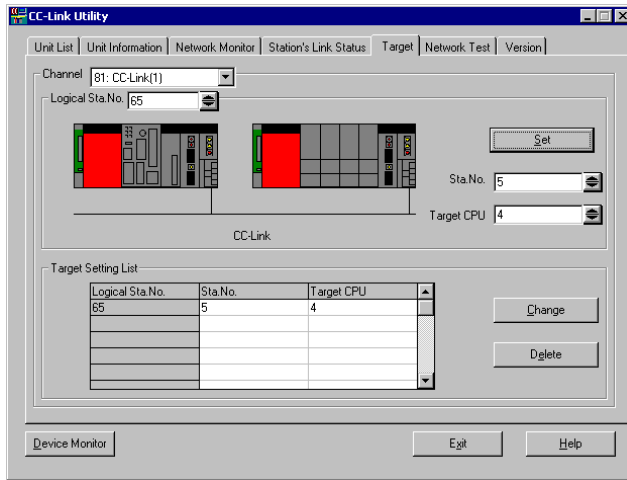 CC-Link Utility
Unit List Unit Information Network Monitor Station's Link Status Target Network Test Version
Channel 81: CC-Link(1)
Logical Sta.No. 65
Set
Sta.No. 5
Target CPU 4
CC-Link
Target Setting List
Logical Sta.No. Sta.No. Target CPU
65 5 4
Change
Delete
Device Monitor Exit Help